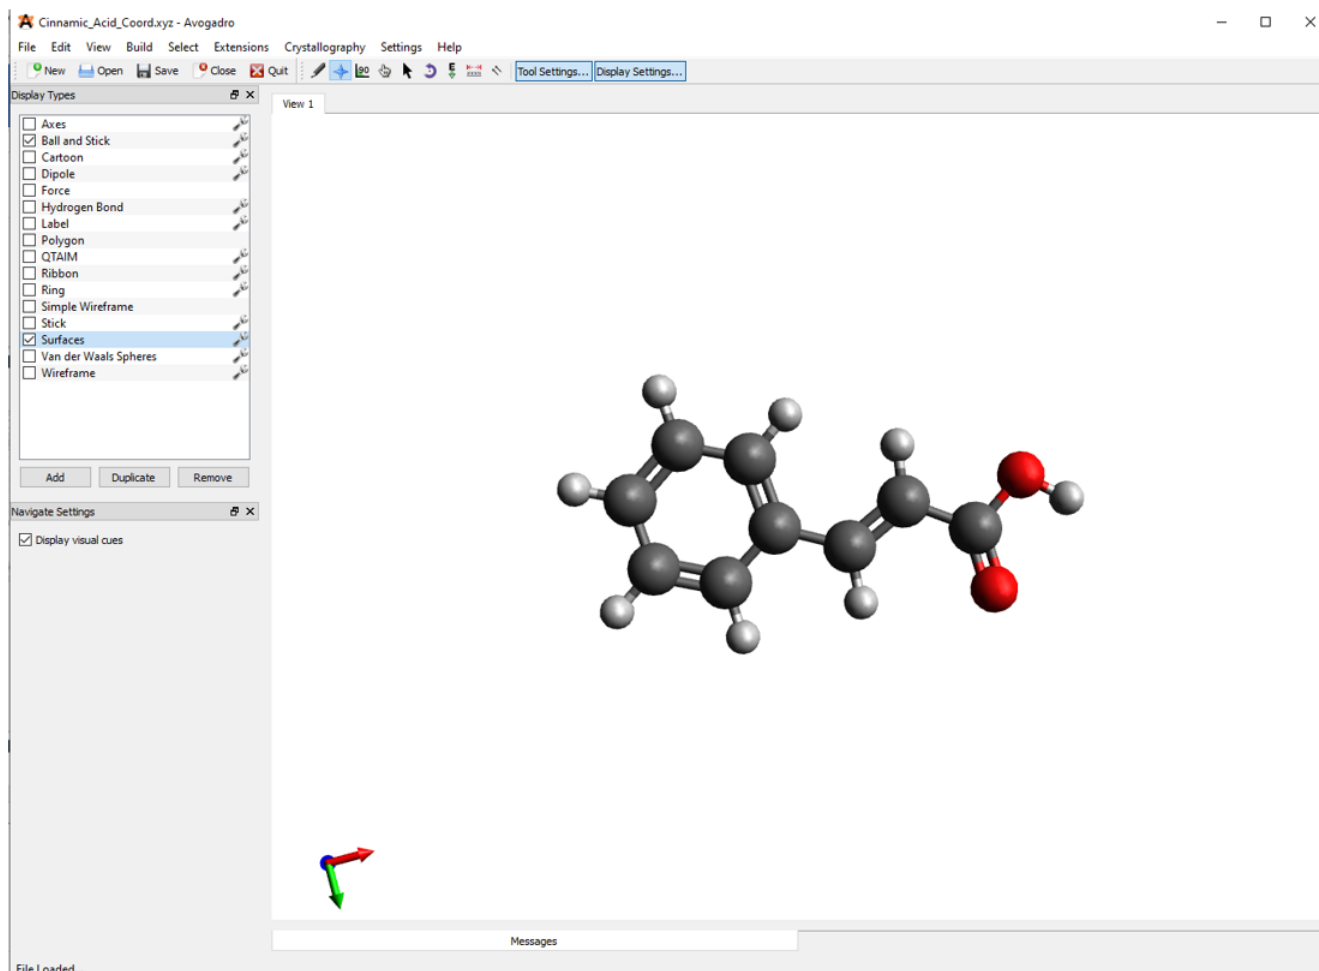 Cinnamic_Acid_Coord.xyz - Avogadro
File Edit View Build Select Extensions Crystallography Settings Help
New Open Save Close Quit 90 E Tool Settings... Display Settings...
Display Types
View 1
Axes
Ball and Stick
Cartoon
Dipole
Force
Hydrogen Bond
Label
Polygon
QTAIM
Ribbon
Ring
Simple Wireframe
Stick
Surfaces
Van der Waals Spheres
Wireframe
Add Duplicate Remove
Navigate Settings
Display visual cues
Messages
File Loaded